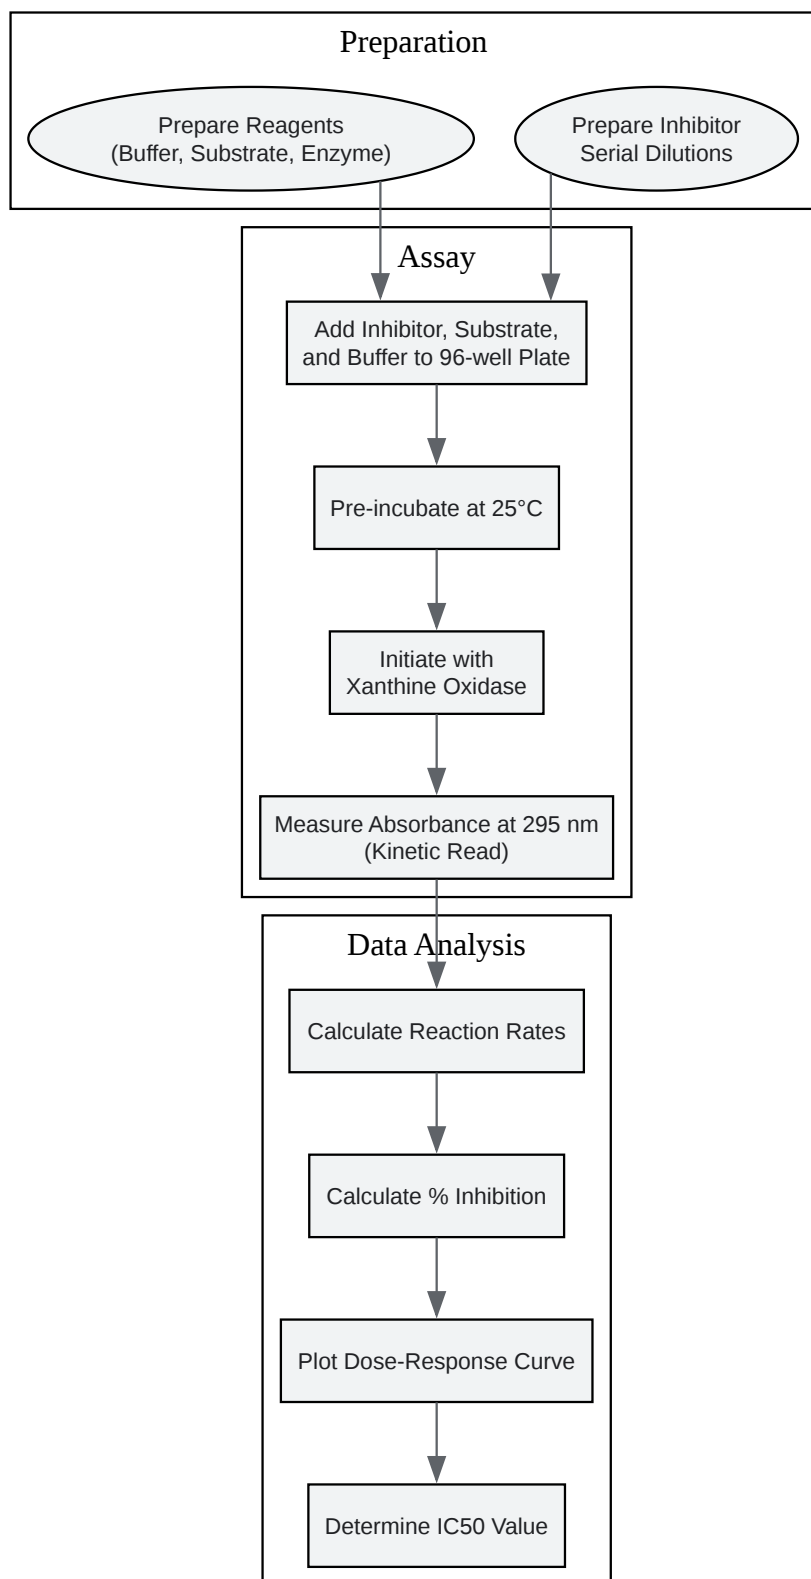 Preparation
Prepare Reagents
(Buffer, Substrate, Enzyme)
Prepare Inhibitor
Serial Dilutions
Assay
Add Inhibitor, Substrate,
and Buffer to 96-well Plate
Pre-incubate at 25°C
Initiate with
Xanthine Oxidase
Measure Absorbance at 295 nm
(Kinetic Read)
Data Analysis
Calculate Reaction Rates
Calculate % Inhibition
Plot Dose-Response Curve
Determine IC50 Value